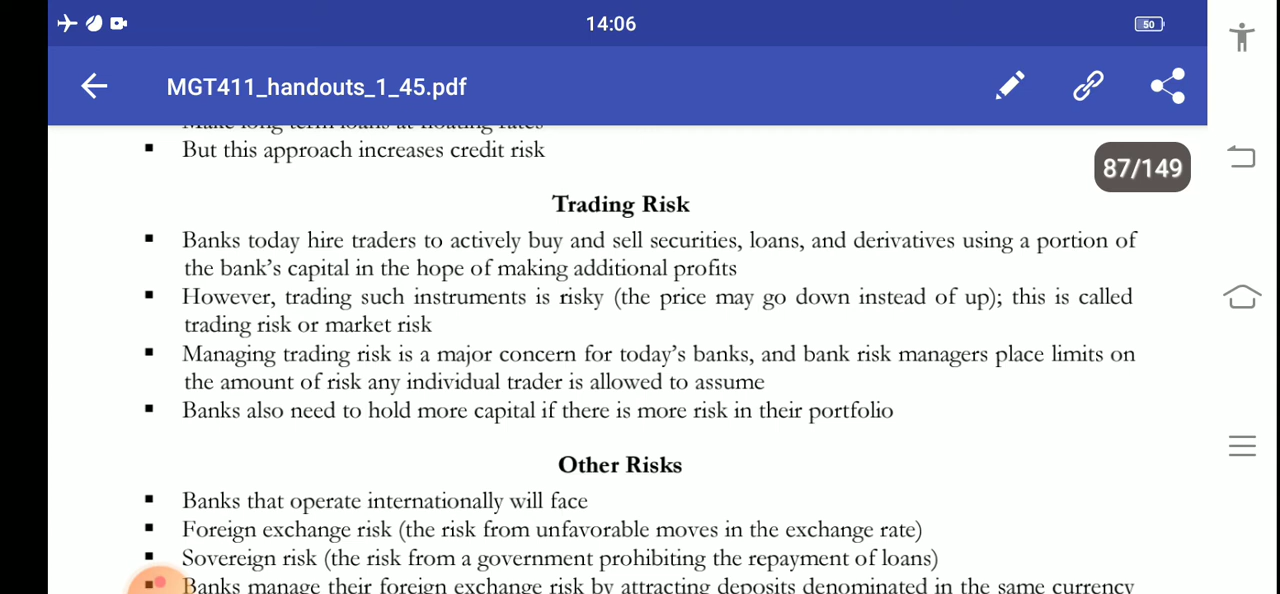 14:06
50
MGT411_handouts_1_45.pdf
Make long term loans at floating rates
▪ But this approach increases credit risk
87/149
Trading Risk
▪ Banks today hire traders to actively buy and sell securities, loans, and derivatives using a portion of
the bank's capital in the hope of making additional profits
▪ However, trading such instruments is risky (the price may go down instead of up); this is called
trading risk or market risk
▪ Managing trading risk is a major concern for today's banks, and bank risk managers place limits on
the amount of risk any individual trader is allowed to assume
▪ Banks also need to hold more capital if there is more risk in their portfolio
Other Risks
▪ Banks that operate internationally will face
▪ Foreign exchange risk (the risk from unfavorable moves in the exchange rate)
▪ Sovereign risk (the risk from a government prohibiting the repayment of loans)
▪ Banks manage their foreign exchange risk by attracting deposits denominated in the same currency